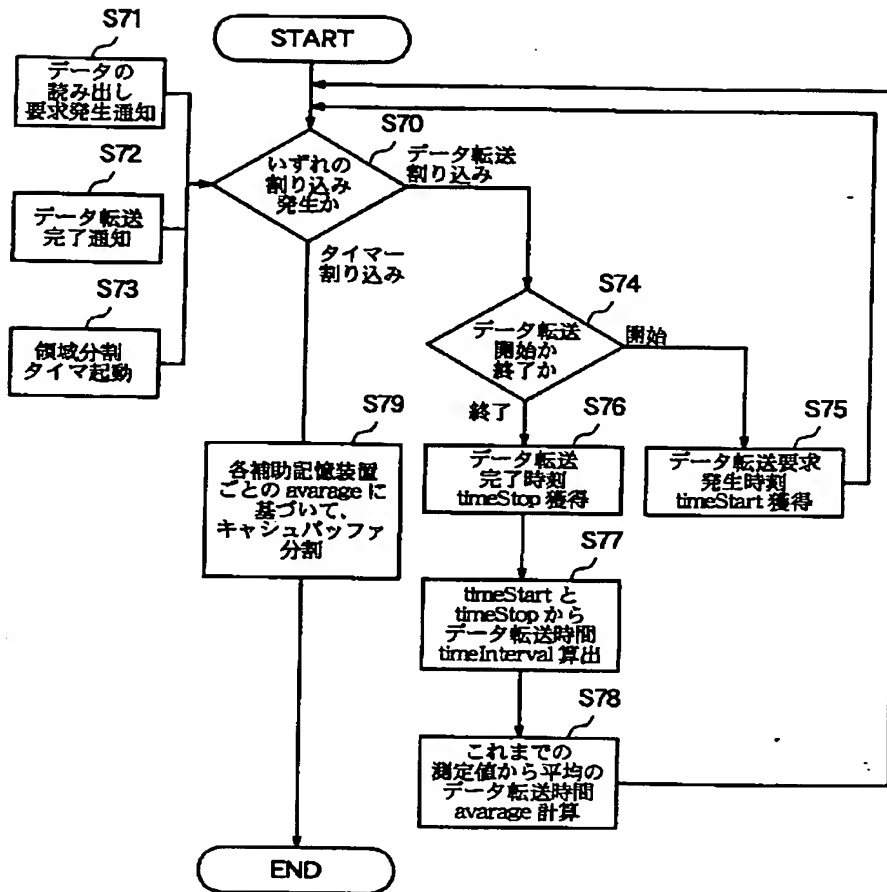 START
S71
データの
読み出し
要求発生通知
S72
データ転送
完了通知
S73
領域分割
タイマ起動
S70
いずれの
割り込み
発生か
データ転送
割り込み
タイマー
割り込み
S74
データ転送
開始か
終了か
開始
終了
S75
データ転送要求
発生時刻
timeStart 獲得
S76
データ転送
完了時刻
timeStop 獲得
S77
timeStart と
timeStop から
データ転送時間
timeInterval 算出
S78
これまでの
測定値から平均の
データ転送時間
avarage 計算
S79
各補助記憶装置
ごとの avarage に
基づいて、
キャシュバッファ
分割
END